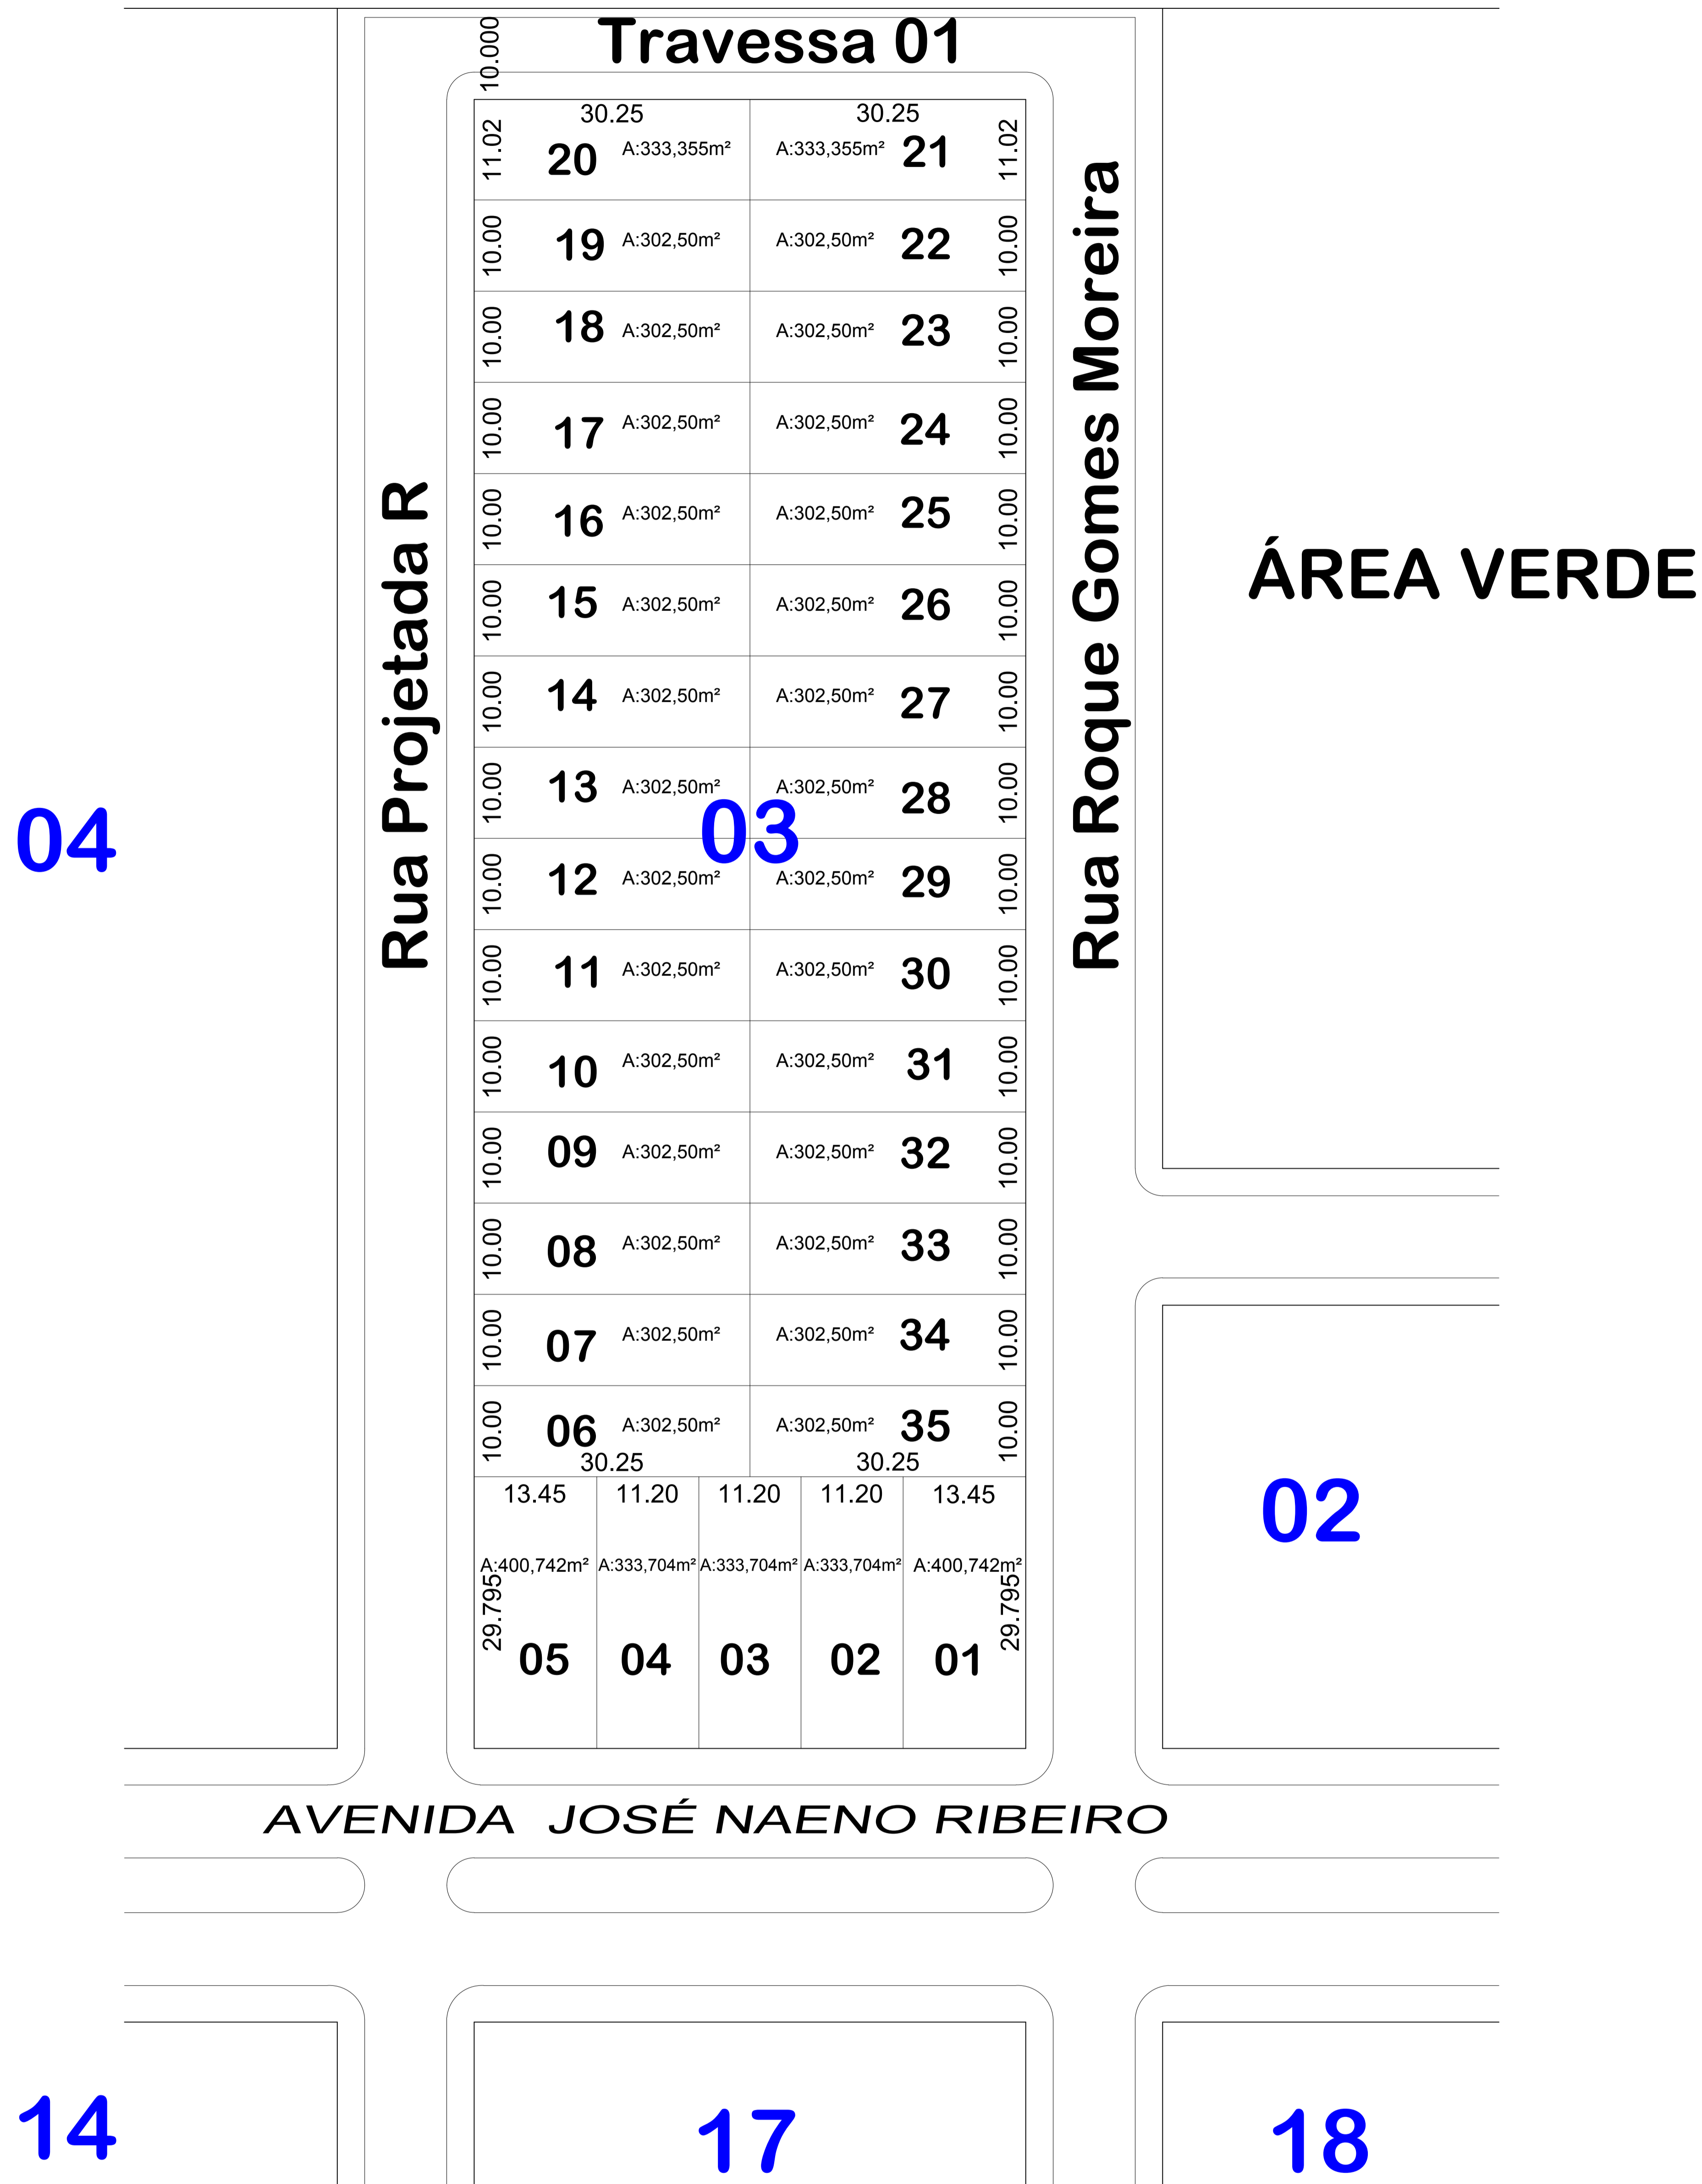 Travessa 01
10.000
30.25 30.25
11.02 20 A:333,355m² A:333,355m² 21 11.02
10.00 19 A:302,50m² A:302,50m² 22 10.00
10.00 18 A:302,50m² A:302,50m² 23 10.00
10.00 17 A:302,50m² A:302,50m² 24 10.00
10.00 16 A:302,50m² A:302,50m² 25 10.00
10.00 15 A:302,50m² A:302,50m² 26 10.00
10.00 14 A:302,50m² A:302,50m² 27 10.00
10.00 13 A:302,50m² A:302,50m² 28 10.00
03
10.00 12 A:302,50m² A:302,50m² 29 10.00
10.00 11 A:302,50m² A:302,50m² 30 10.00
10.00 10 A:302,50m² A:302,50m² 31 10.00
10.00 09 A:302,50m² A:302,50m² 32 10.00
10.00 08 A:302,50m² A:302,50m² 33 10.00
10.00 07 A:302,50m² A:302,50m² 34 10.00
10.00 06 A:302,50m² A:302,50m² 35 10.00
30.25 30.25
13.45 11.20 11.20 11.20 13.45
A:400,742m² A:333,704m² A:333,704m² A:333,704m² A:400,742m²
29.795 29.795
05 04 03 02 01
Rua Projetada R
Rua Roque Gomes Moreira
ÁREA VERDE
04
02
AVENIDA JOSÉ NAENO RIBEIRO
14 17 18